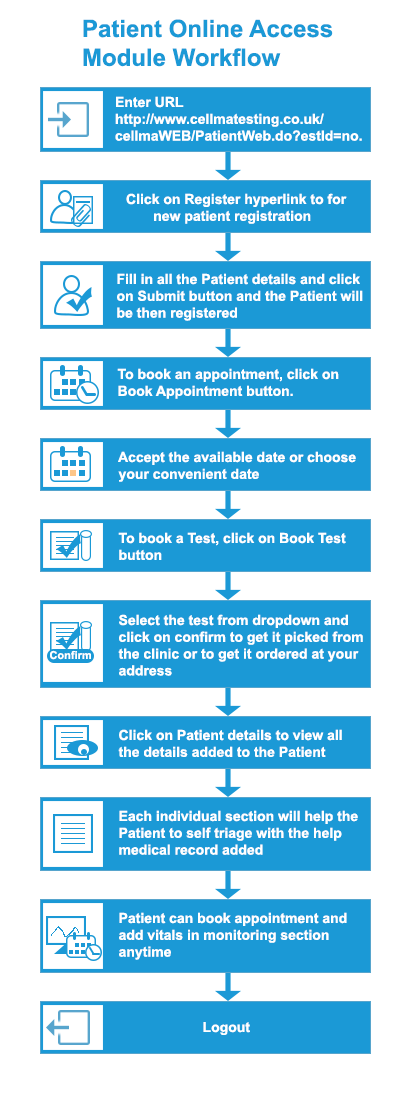 Patient Online Access
Module Workflow
Enter URL
http://www.cellmatesting.co.uk/
cellmaWEB/PatientWeb.do?estId=no.
Click on Register hyperlink to for
new patient registration
Fill in all the Patient details and click
on Submit button and the Patient will
be then registered
To book an appointment, click on
Book Appointment button.
Accept the available date or choose
your convenient date
To book a Test, click on Book Test
button
Select the test from dropdown and
click on confirm to get it picked from
the clinic or to get it ordered at your
address
Confirm
Click on Patient details to view all
the details added to the Patient
Each individual section will help the
Patient to self triage with the help
medical record added
Patient can book appointment and
add vitals in monitoring section
anytime
Logout